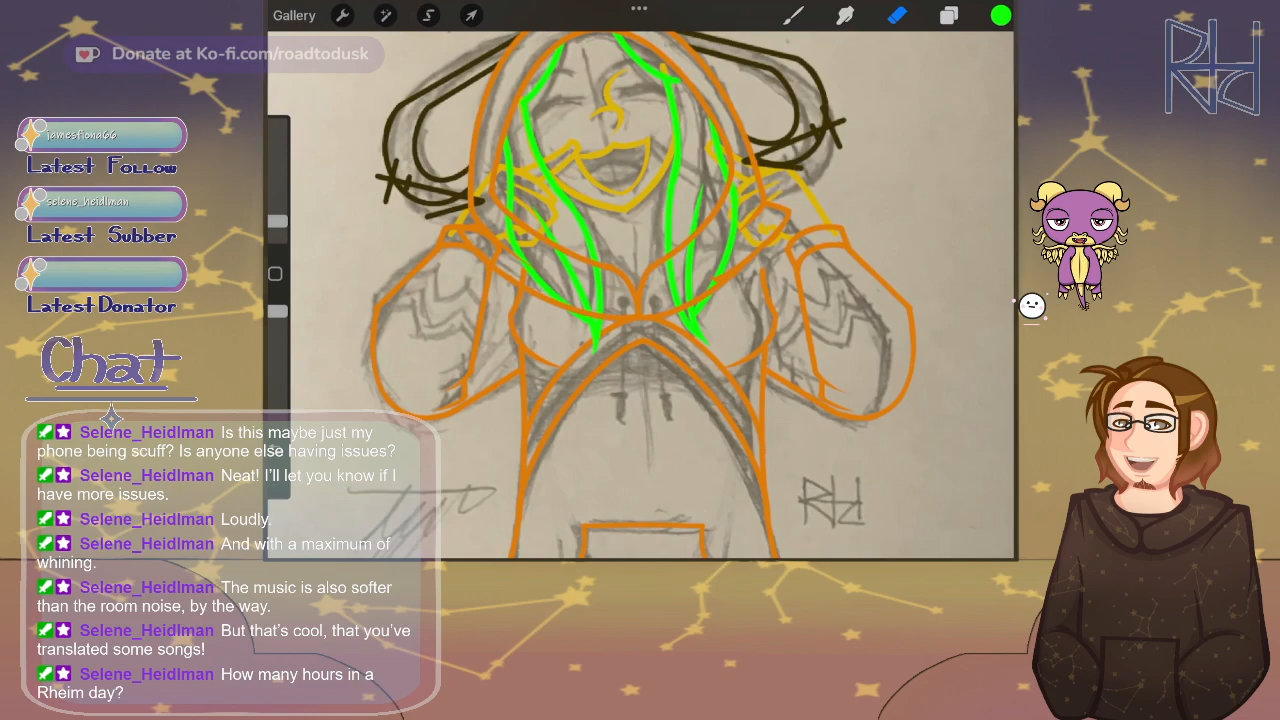 Gallery
Donate at Ko-fi.com/roadtodusk
jamesfiona66
Latest Follow
selene_heidlman
Latest Subber
Latest Donator
Chat
Selene_Heidlman Is this maybe just my
phone being scuff? Is anyone else having issues?
Selene_Heidlman Neat! I'll let you know if I
have more issues.
Selene_Heidlman Loudly.
Selene_Heidlman And with a maximum of
whining.
Selene_Heidlman The music is also softer
than the room noise, by the way.
Selene_Heidlman But that's cool, that you've
translated some songs!
Selene_Heidlman How many hours in a
Rheim day?